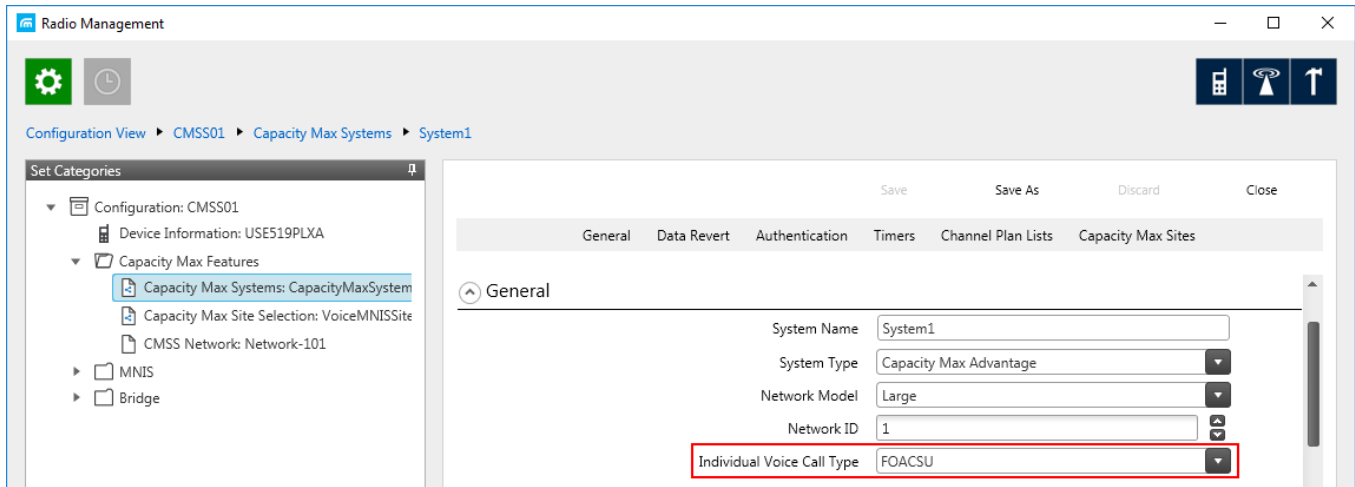 Radio Management
Configuration View ▶ CMSS01 ▶ Capacity Max Systems ▶ System1
Set Categories
Configuration: CMSS01
Device Information: USE519PLXA
Capacity Max Features
Capacity Max Systems: CapacityMaxSystem
Capacity Max Site Selection: VoiceMNISSite
CMSS Network: Network-101
MNIS
Bridge
Save Save As Discard Close
General Data Revert Authentication Timers Channel Plan Lists Capacity Max Sites
General
System Name System1
System Type Capacity Max Advantage
Network Model Large
Network ID 1
Individual Voice Call Type FOACSU